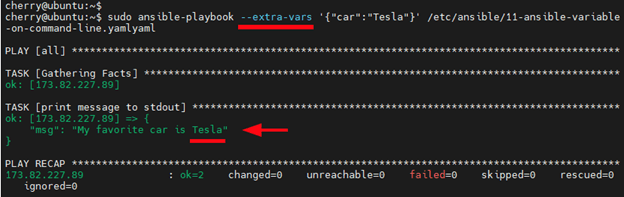 cherry@ubuntu:~$
cherry@ubuntu:~$ sudo ansible-playbook --extra-vars '{"car":"Tesla"}' /etc/ansible/11-ansible-variable
-on-command-line.yamlyaml
PLAY [all] *********************************************************************************
TASK [Gathering Facts] *********************************************************************
ok: [173.82.227.89]
TASK [print message to stdout] *************************************************************
ok: [173.82.227.89] => {
"msg": "My favorite car is Tesla"
}
PLAY RECAP *********************************************************************************
173.82.227.89 : ok=2 changed=0 unreachable=0 failed=0 skipped=0 rescued=0
ignored=0